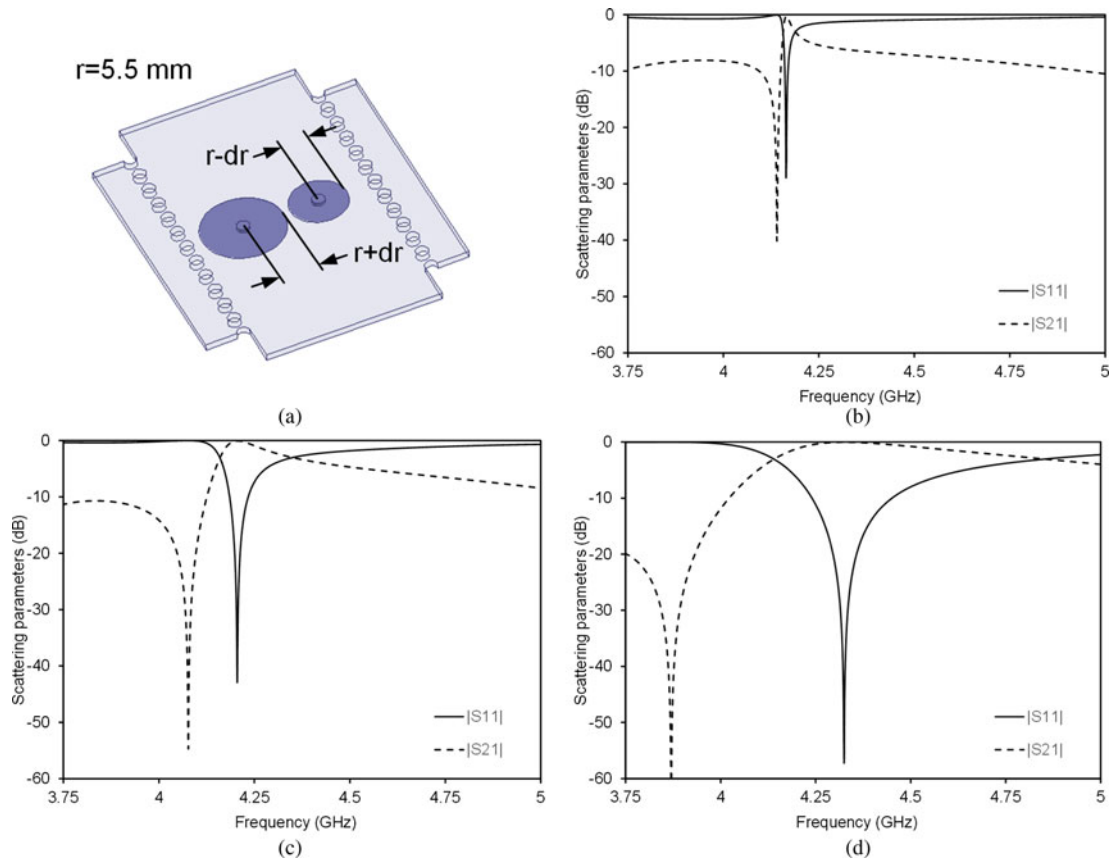 r=5.5 mm
r-dr
r+dr
(a)
Scattering parameters (dB)
0
-10
-20
-30
-40
-50
-60
|S11|
|S21|
3.75
4
4.25
4.5
4.75
5
Frequency (GHz)
(b)
Scattering parameters (dB)
0
-10
-20
-30
-40
-50
-60
|S11|
|S21|
3.75
4
4.25
4.5
4.75
5
Frequency (GHz)
(c)
Scattering parameters (dB)
0
-10
-20
-30
-40
-50
-60
|S11|
|S21|
3.75
4
4.25
4.5
4.75
5
Frequency (GHz)
(d)